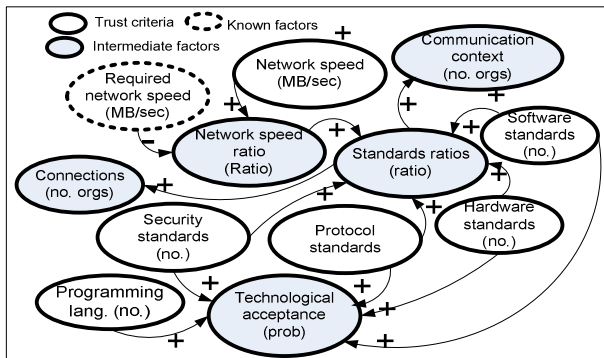 Trust criteria
Known factors
Intermediate factors
Communication
context
(no. orgs)
Required
network speed
(MB/sec)
Network speed
(MB/sec)
+
+
+
+
-
Network speed
ratio
(Ratio)
+
+
Software
standards
(no.)
Standards ratios
(ratio)
Connections
(no. orgs)
+
+
Security
standards
(no.)
+
Protocol
standards
+
Hardware
standards
(no.)
+
+
Programming
lang. (no.)
+
Technological
acceptance
(prob)
+
+